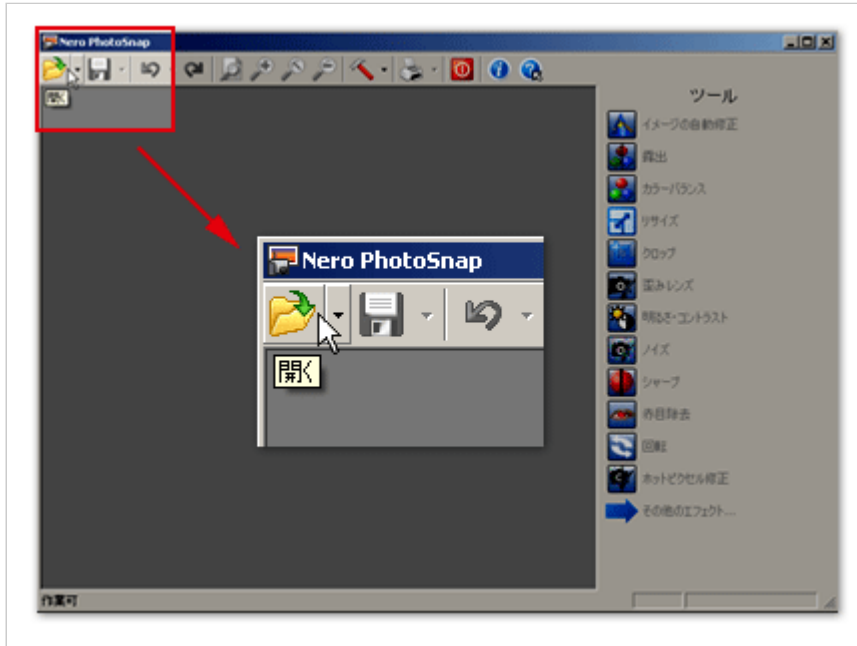 Nero PhotoSnap
開く
ツール
イメージの自動修正
露出
カラーバランス
リサイズ
クロップ
歪みレンズ
明るさ・コントラスト
ノイズ
シャープ
赤目除去
回転
ホットピクセル修正
その他のエフェクト...
Nero PhotoSnap
開く
作業可